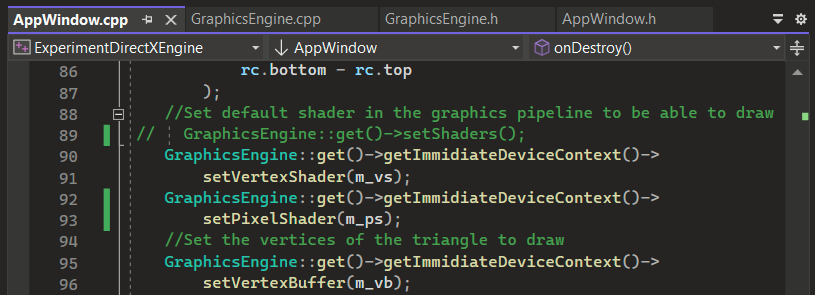 AppWindow.cpp GraphicsEngine.cpp GraphicsEngine.h AppWindow.h
ExperimentDirectXEngine AppWindow onDestroy()
86 rc.bottom - rc.top
87 );
88 //Set default shader in the graphics pipeline to be able to draw
89 // GraphicsEngine::get()->setShaders();
90 GraphicsEngine::get()->getImmidiateDeviceContext()->
91 setVertexShader(m_vs);
92 GraphicsEngine::get()->getImmidiateDeviceContext()->
93 setPixelShader(m_ps);
94 //Set the vertices of the triangle to draw
95 GraphicsEngine::get()->getImmidiateDeviceContext()->
96 setVertexBuffer(m_vb);